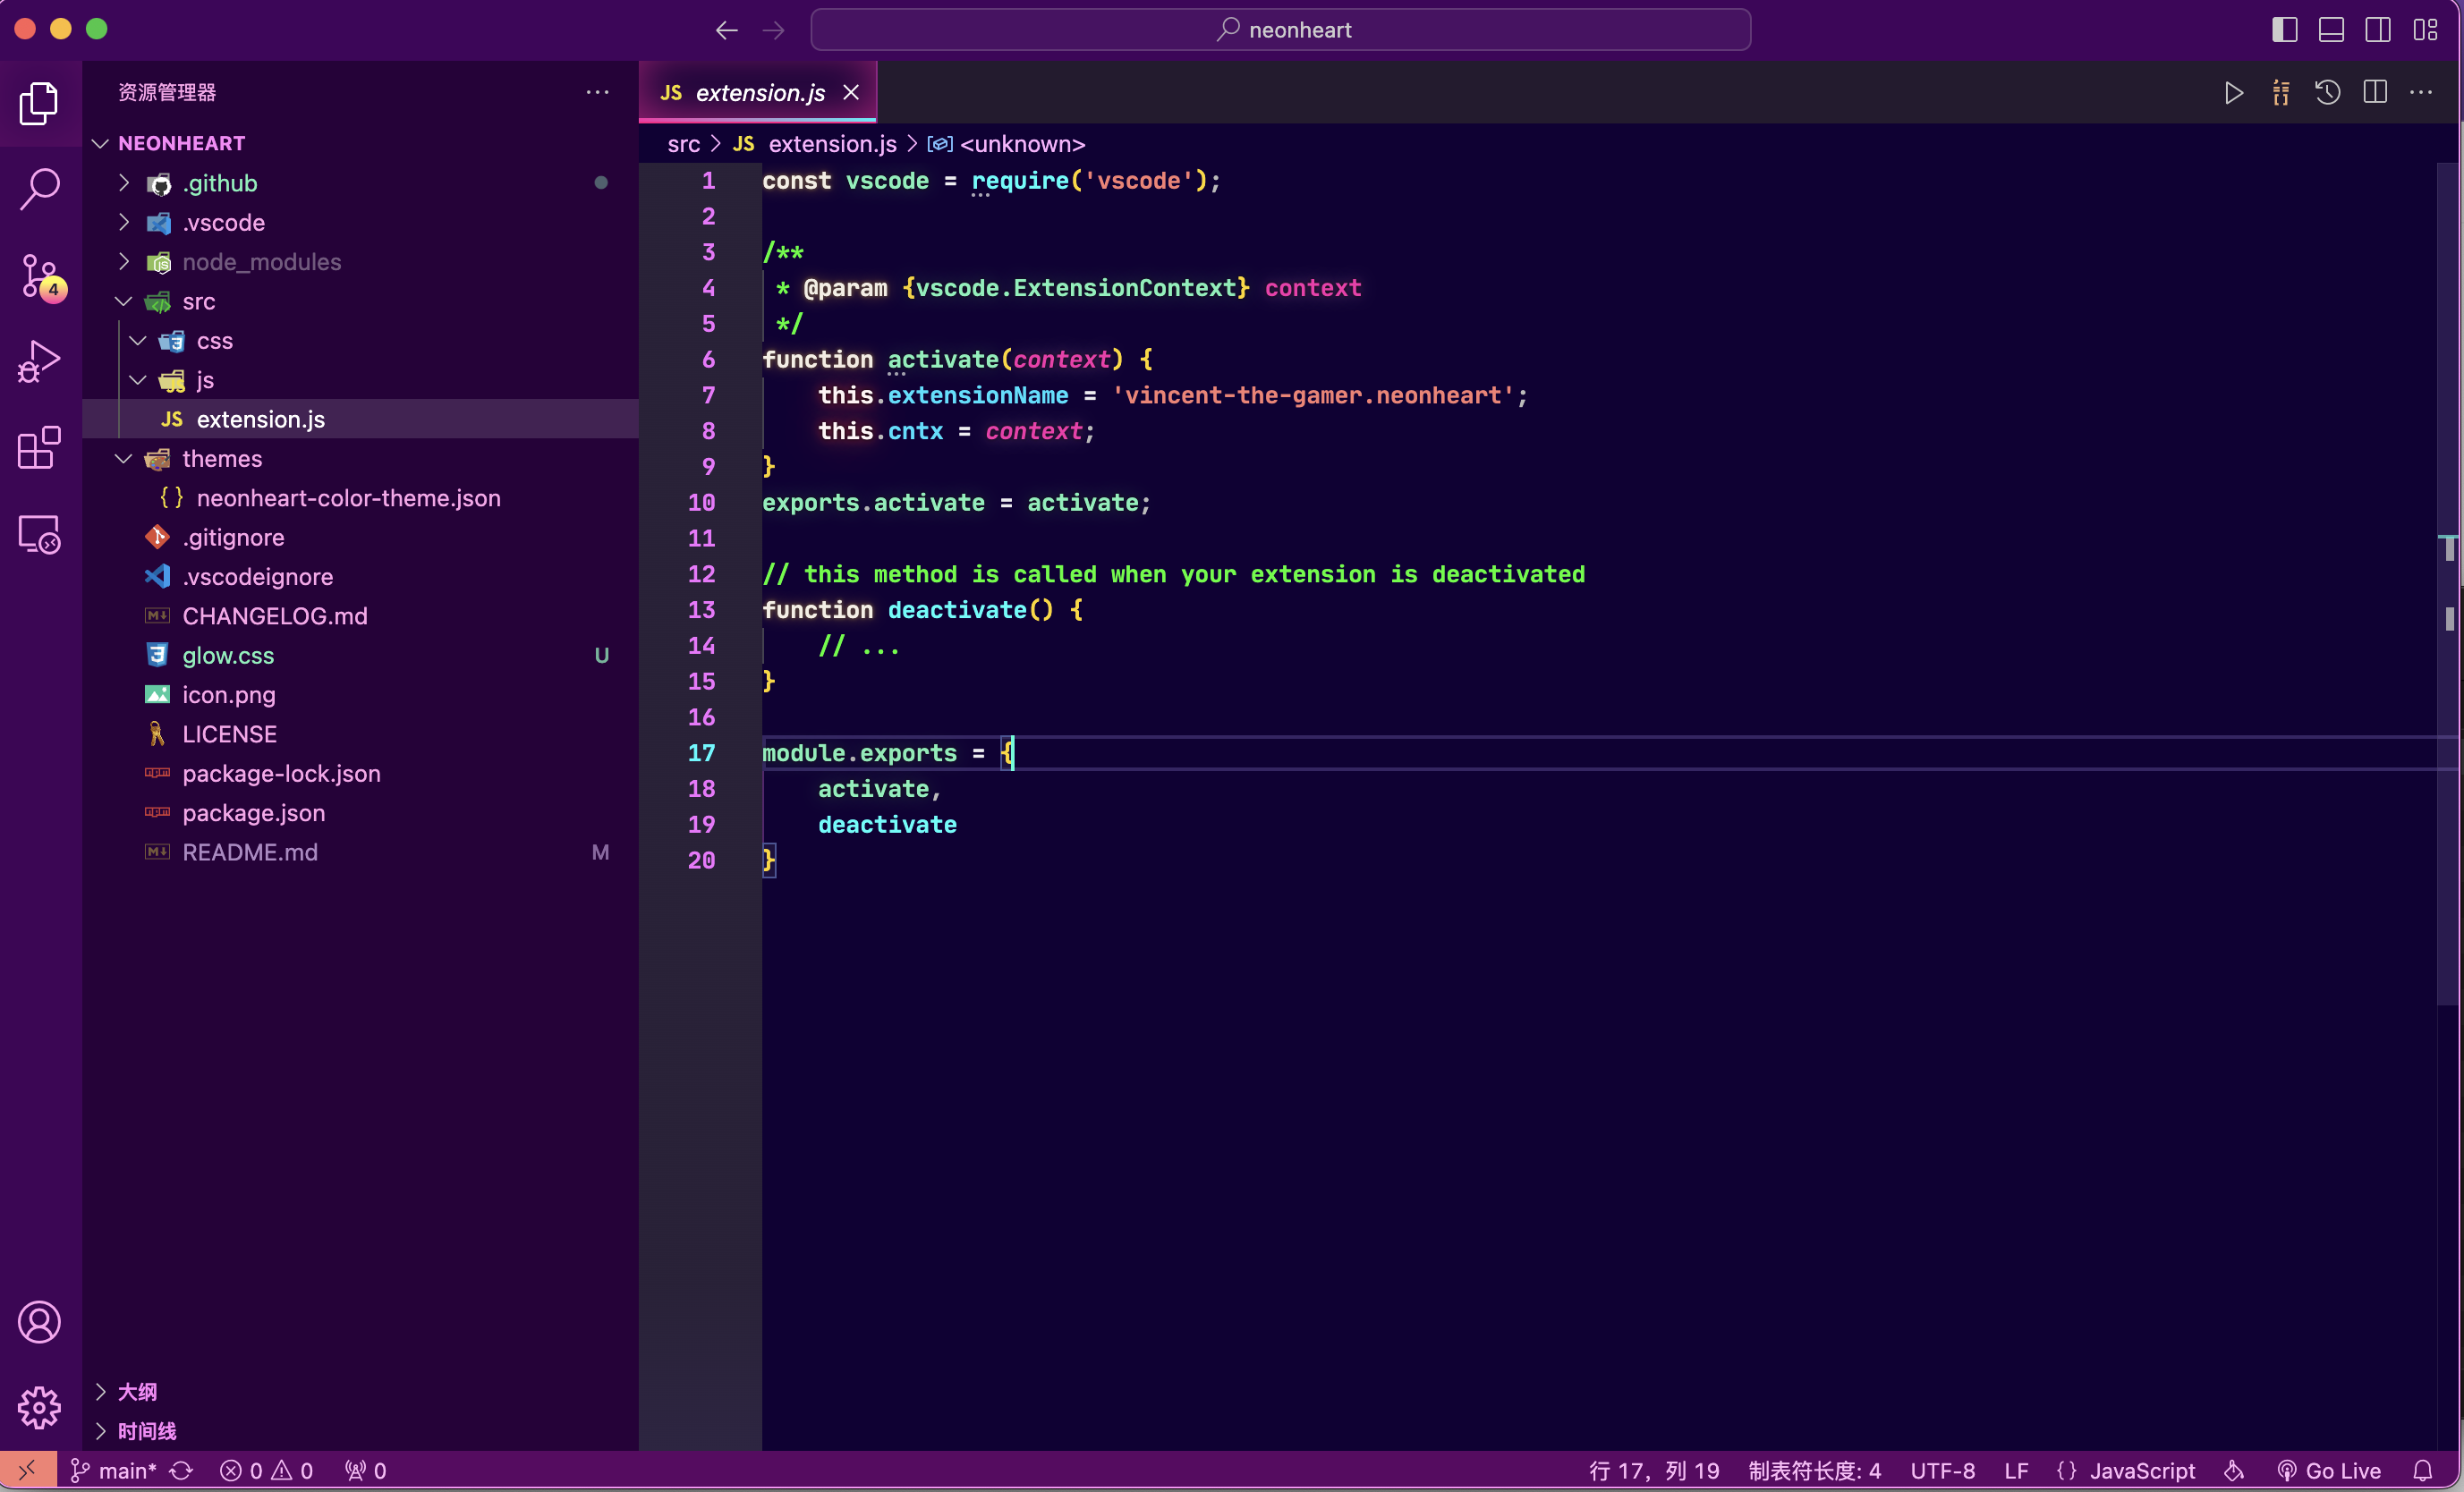 neonheart
资源管理器
NEONHEART
.github
.vscode
node_modules
src
css
js
JS extension.js
themes
{ } neonheart-color-theme.json
.gitignore
.vscodeignore
CHANGELOG.md
glow.css U
icon.png
LICENSE
package-lock.json
package.json
README.md M
大纲
时间线
4
JS extension.js
src > JS extension.js > <unknown>
1 const vscode = require('vscode');
2
3 /**
4  * @param {vscode.ExtensionContext} context
5  */
6 function activate(context) {
7     this.extensionName = 'vincent-the-gamer.neonheart';
8     this.cntx = context;
9 }
10 exports.activate = activate;
11
12 // this method is called when your extension is deactivated
13 function deactivate() {
14     // ...
15 }
16
17 module.exports = {
18     activate,
19     deactivate
20 }
main* 0 0 0 行 17，列 19 制表符长度: 4 UTF-8 LF { } JavaScript Go Live